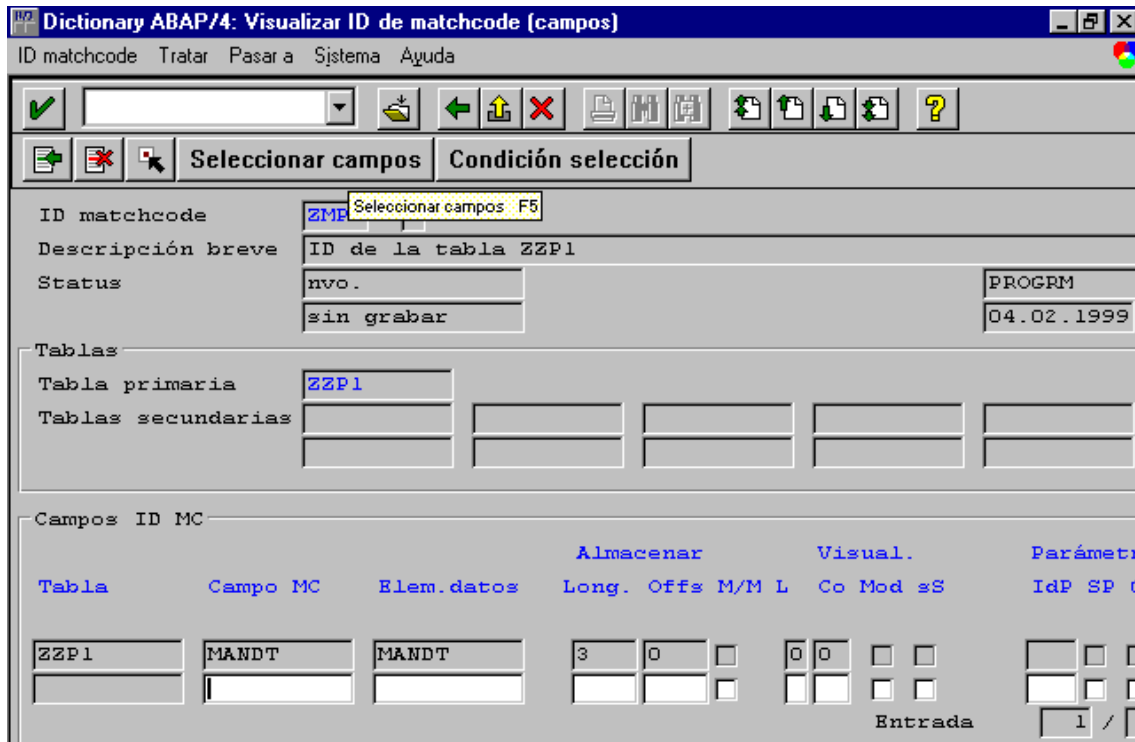 Dictionary ABAP/4: Visualizar ID de matchcode (campos)
ID matchcode Tratar Pasar a Sistema Ayuda
Seleccionar campos Condición selección
Seleccionar campos F5
ID matchcode ZMP
Descripción breve ID de la tabla ZZP1
Status nvo. PROGRM
sin grabar 04.02.1999
Tablas
Tabla primaria ZZP1
Tablas secundarias
Campos ID MC
Almacenar Visual. Parámetr
Tabla Campo MC Elem.datos Long. Offs M/M L Co Mod sS IdP SP
ZZP1 MANDT MANDT 3 0 0 0
Entrada 1 /